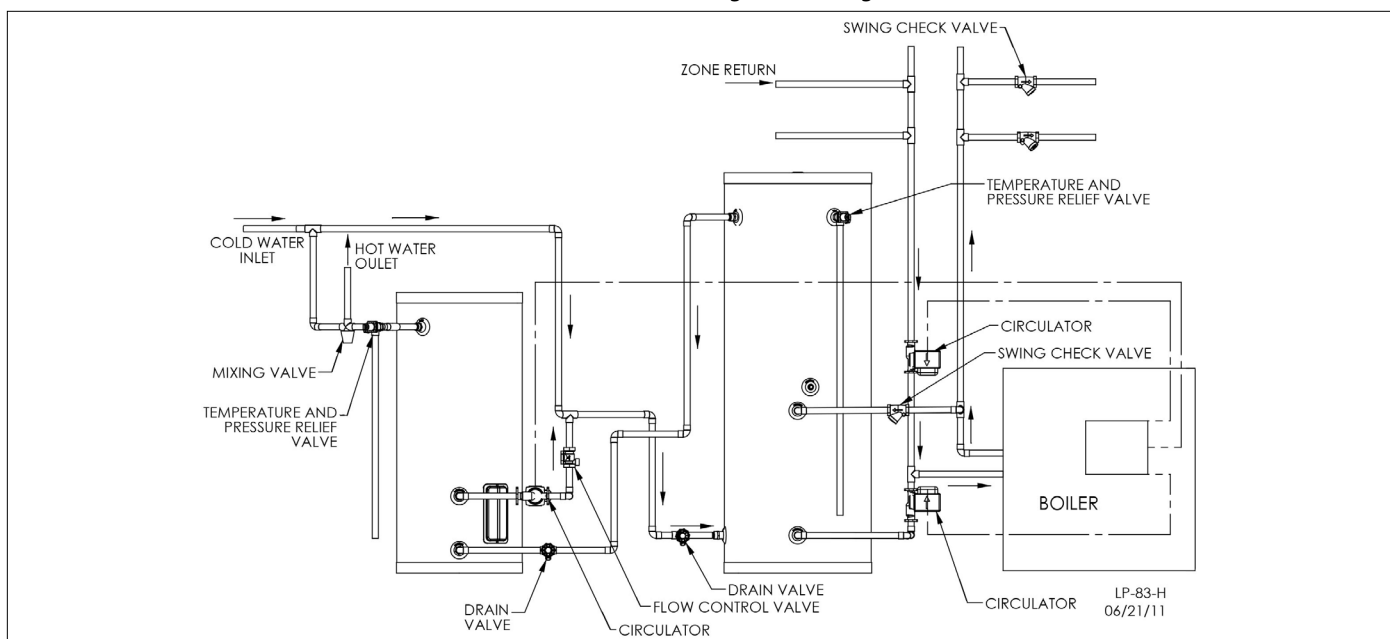 SWING CHECK VALVE
ZONE RETURN
TEMPERATURE AND
PRESSURE RELIEF VALVE
COLD WATER
INLET
HOT WATER
OULET
CIRCULATOR
SWING CHECK VALVE
MIXING VALVE
TEMPERATURE AND
PRESSURE RELIEF
VALVE
BOILER
DRAIN VALVE
FLOW CONTROL VALVE
DRAIN
VALVE
CIRCULATOR
CIRCULATOR
LP-83-H
06/21/11